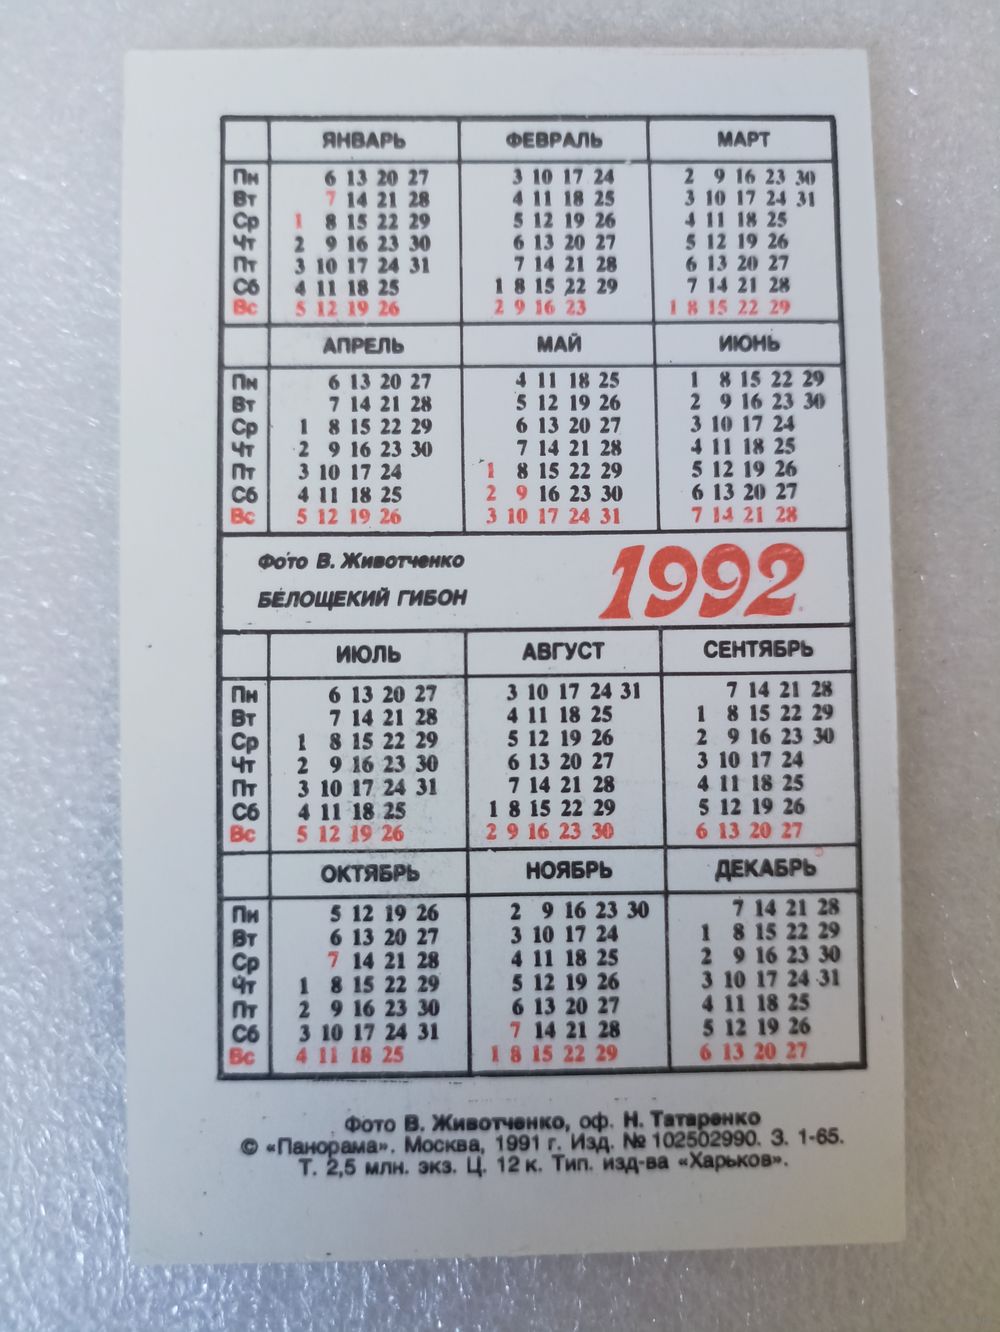 ЯНВАРЬ ФЕВРАЛЬ МАРТ
Пн 6 13 20 27 3 10 17 24 2 9 16 23 30
Вт 7 14 21 28 4 11 18 25 3 10 17 24 31
Ср 1 8 15 22 29 5 12 19 26 4 11 18 25
Чт 2 9 16 23 30 6 13 20 27 5 12 19 26
Пт 3 10 17 24 31 7 14 21 28 6 13 20 27
Сб 4 11 18 25 1 8 15 22 29 7 14 21 28
Вс 5 12 19 26 2 9 16 23 1 8 15 22 29
АПРЕЛЬ МАЙ ИЮНЬ
Пн 6 13 20 27 4 11 18 25 1 8 15 22 29
Вт 7 14 21 28 5 12 19 26 2 9 16 23 30
Ср 1 8 15 22 29 6 13 20 27 3 10 17 24
Чт 2 9 16 23 30 7 14 21 28 4 11 18 25
Пт 3 10 17 24 1 8 15 22 29 5 12 19 26
Сб 4 11 18 25 2 9 16 23 30 6 13 20 27
Вс 5 12 19 26 3 10 17 24 31 7 14 21 28
Фото В. Животченко
БЕЛОЩЕКИЙ ГИБОН
1992
ИЮЛЬ АВГУСТ СЕНТЯБРЬ
Пн 6 13 20 27 3 10 17 24 31 7 14 21 28
Вт 7 14 21 28 4 11 18 25 1 8 15 22 29
Ср 1 8 15 22 29 5 12 19 26 2 9 16 23 30
Чт 2 9 16 23 30 6 13 20 27 3 10 17 24
Пт 3 10 17 24 31 7 14 21 28 4 11 18 25
Сб 4 11 18 25 1 8 15 22 29 5 12 19 26
Вс 5 12 19 26 2 9 16 23 30 6 13 20 27
ОКТЯБРЬ НОЯБРЬ ДЕКАБРЬ
Пн 5 12 19 26 2 9 16 23 30 7 14 21 28
Вт 6 13 20 27 3 10 17 24 1 8 15 22 29
Ср 7 14 21 28 4 11 18 25 2 9 16 23 30
Чт 1 8 15 22 29 5 12 19 26 3 10 17 24 31
Пт 2 9 16 23 30 6 13 20 27 4 11 18 25
Сб 3 10 17 24 31 7 14 21 28 5 12 19 26
Вс 4 11 18 25 1 8 15 22 29 6 13 20 27
Фото В. Животченко, оф. Н. Татаренко
© «Панорама». Москва, 1991 г. Изд. № 102502990. З. 1-65.
Т. 2,5 млн. экз. Ц. 12 к. Тип. изд-ва «Харьков».